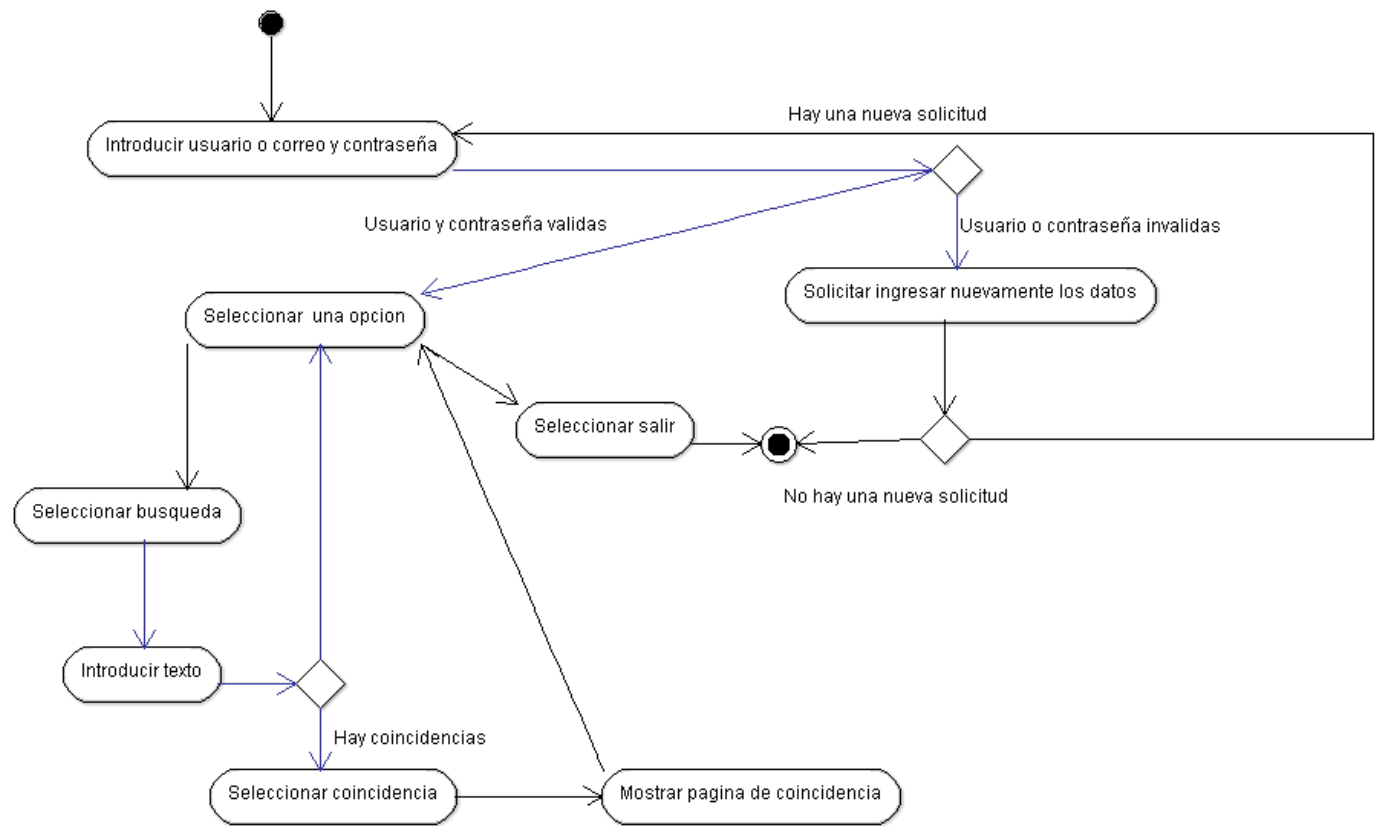 Hay una nueva solicitud
Introducir usuario o correo y contraseña
Usuario y contraseña validas
Usuario o contraseña invalidas
Solicitar ingresar nuevamente los datos
Seleccionar una opcion
Seleccionar salir
No hay una nueva solicitud
Seleccionar busqueda
Introducir texto
Hay coincidencias
Seleccionar coincidencia
Mostrar pagina de coincidencia